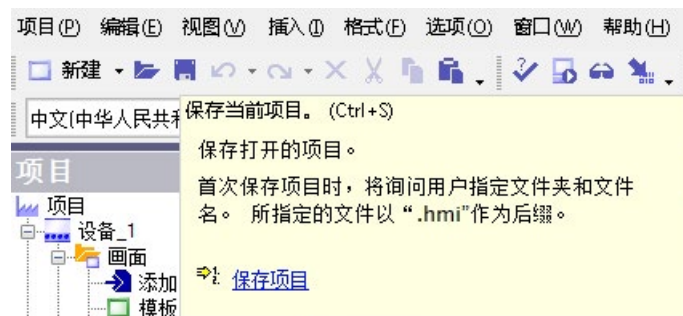 项目(P) 编辑(E) 视图(V) 插入(I) 格式(F) 选项(O) 窗口(W) 帮助(H)
新建
中文(中华人民共和
保存当前项目。 (Ctrl+S)
保存打开的项目。
首次保存项目时，将询问用户指定文件夹和文件
名。 所指定的文件以“.hmi"作为后缀。
保存项目
项目
项目
设备_1
画面
添加
模板